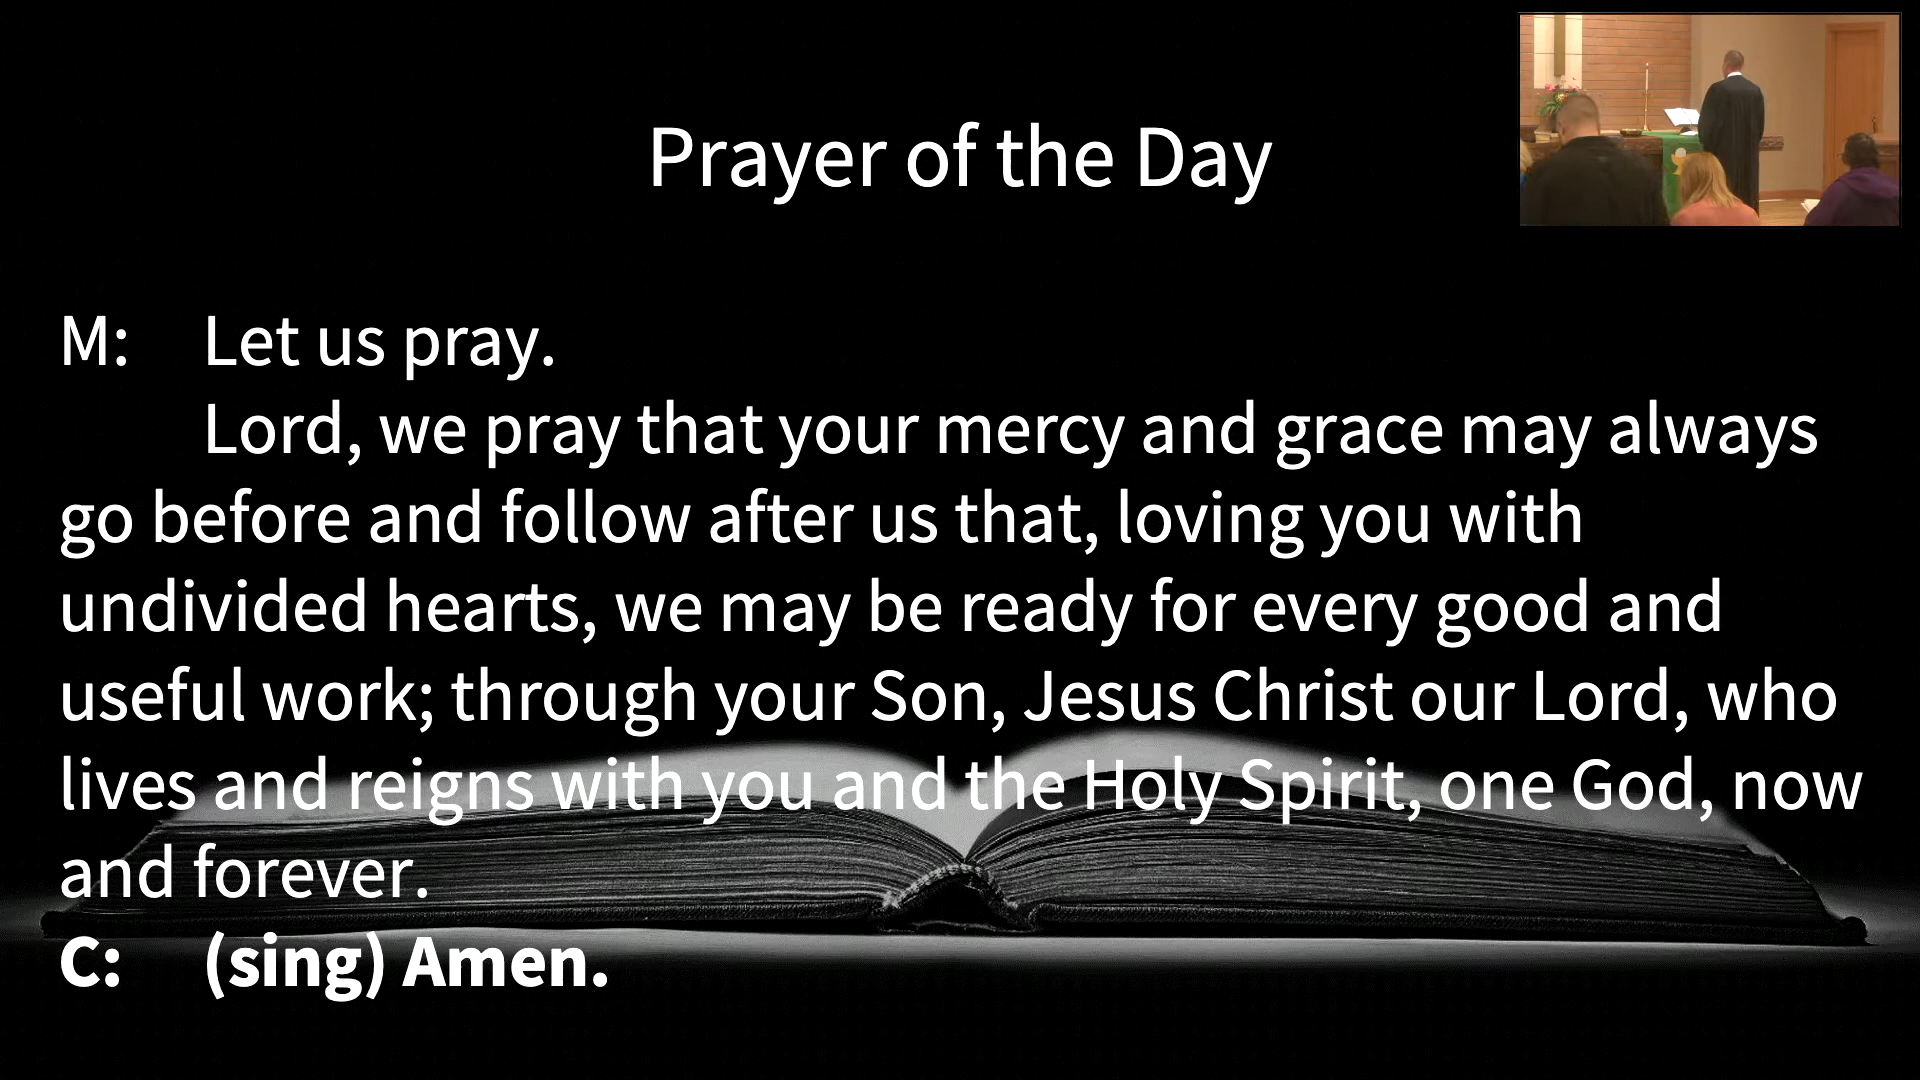 Prayer of the Day
M: Let us pray.
Lord, we pray that your mercy and grace may always
go before and follow after us that, loving you with
undivided hearts, we may be ready for every good and
useful work; through your Son, Jesus Christ our Lord, who
lives and reigns with you and the Holy Spirit, one God, now
and forever.
C: (sing) Amen.